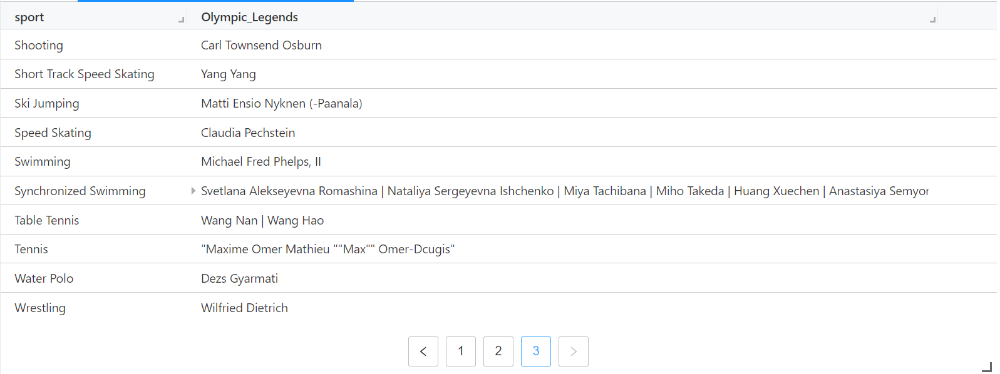 sport Olympic_Legends
Shooting Carl Townsend Osburn
Short Track Speed Skating Yang Yang
Ski Jumping Matti Ensio Nyknen (-Paanala)
Speed Skating Claudia Pechstein
Swimming Michael Fred Phelps, II
Synchronized Swimming Svetlana Alekseyevna Romashina | Nataliya Sergeyevna Ishchenko | Miya Tachibana | Miho Takeda | Huang Xuechen | Anastasiya Semyor
Table Tennis Wang Nan | Wang Hao
Tennis "Maxime Omer Mathieu ""Max"" Omer-Dcugis"
Water Polo Dezs Gyarmati
Wrestling Wilfried Dietrich
< 1 2 3 >